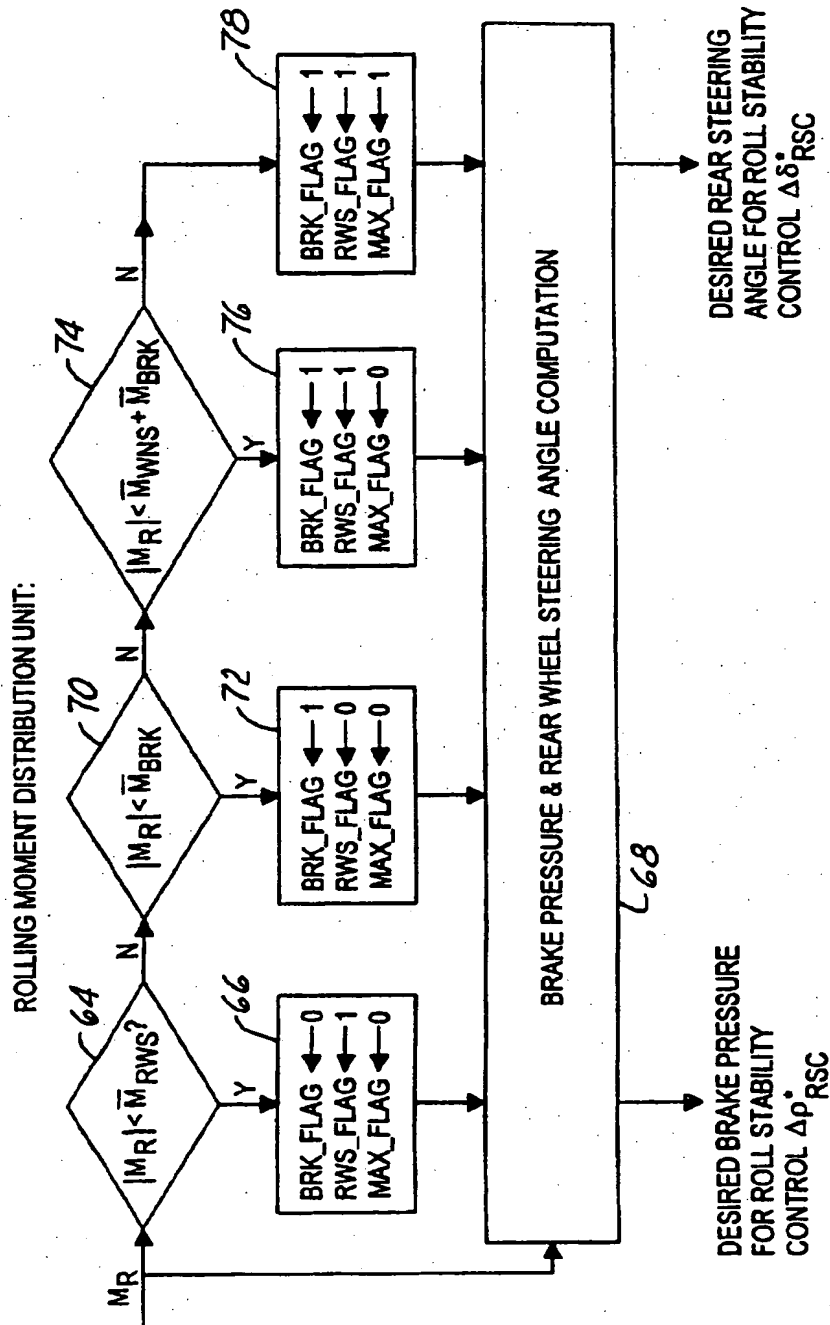 ROLLING MOMENT DISTRIBUTION UNIT:
M_R
64
|M_R| < M̅_RWS?
N
Y
66
BRK_FLAG ← 0
RWS_FLAG ← 1
MAX_FLAG ← 0
70
|M_R| < M̅_BRK
N
Y
72
BRK_FLAG ← 1
RWS_FLAG ← 0
MAX_FLAG ← 0
74
|M_R| < M̅_WNS + M̅_BRK
N
Y
76
BRK_FLAG ← 1
RWS_FLAG ← 1
MAX_FLAG ← 0
78
BRK_FLAG ← 1
RWS_FLAG ← 1
MAX_FLAG ← 1
BRAKE PRESSURE & REAR WHEEL STEERING ANGLE COMPUTATION
68
DESIRED BRAKE PRESSURE
FOR ROLL STABILITY
CONTROL Δρ*_RSC
DESIRED REAR STEERING
ANGLE FOR ROLL STABILITY
CONTROL Δδ*_RSC